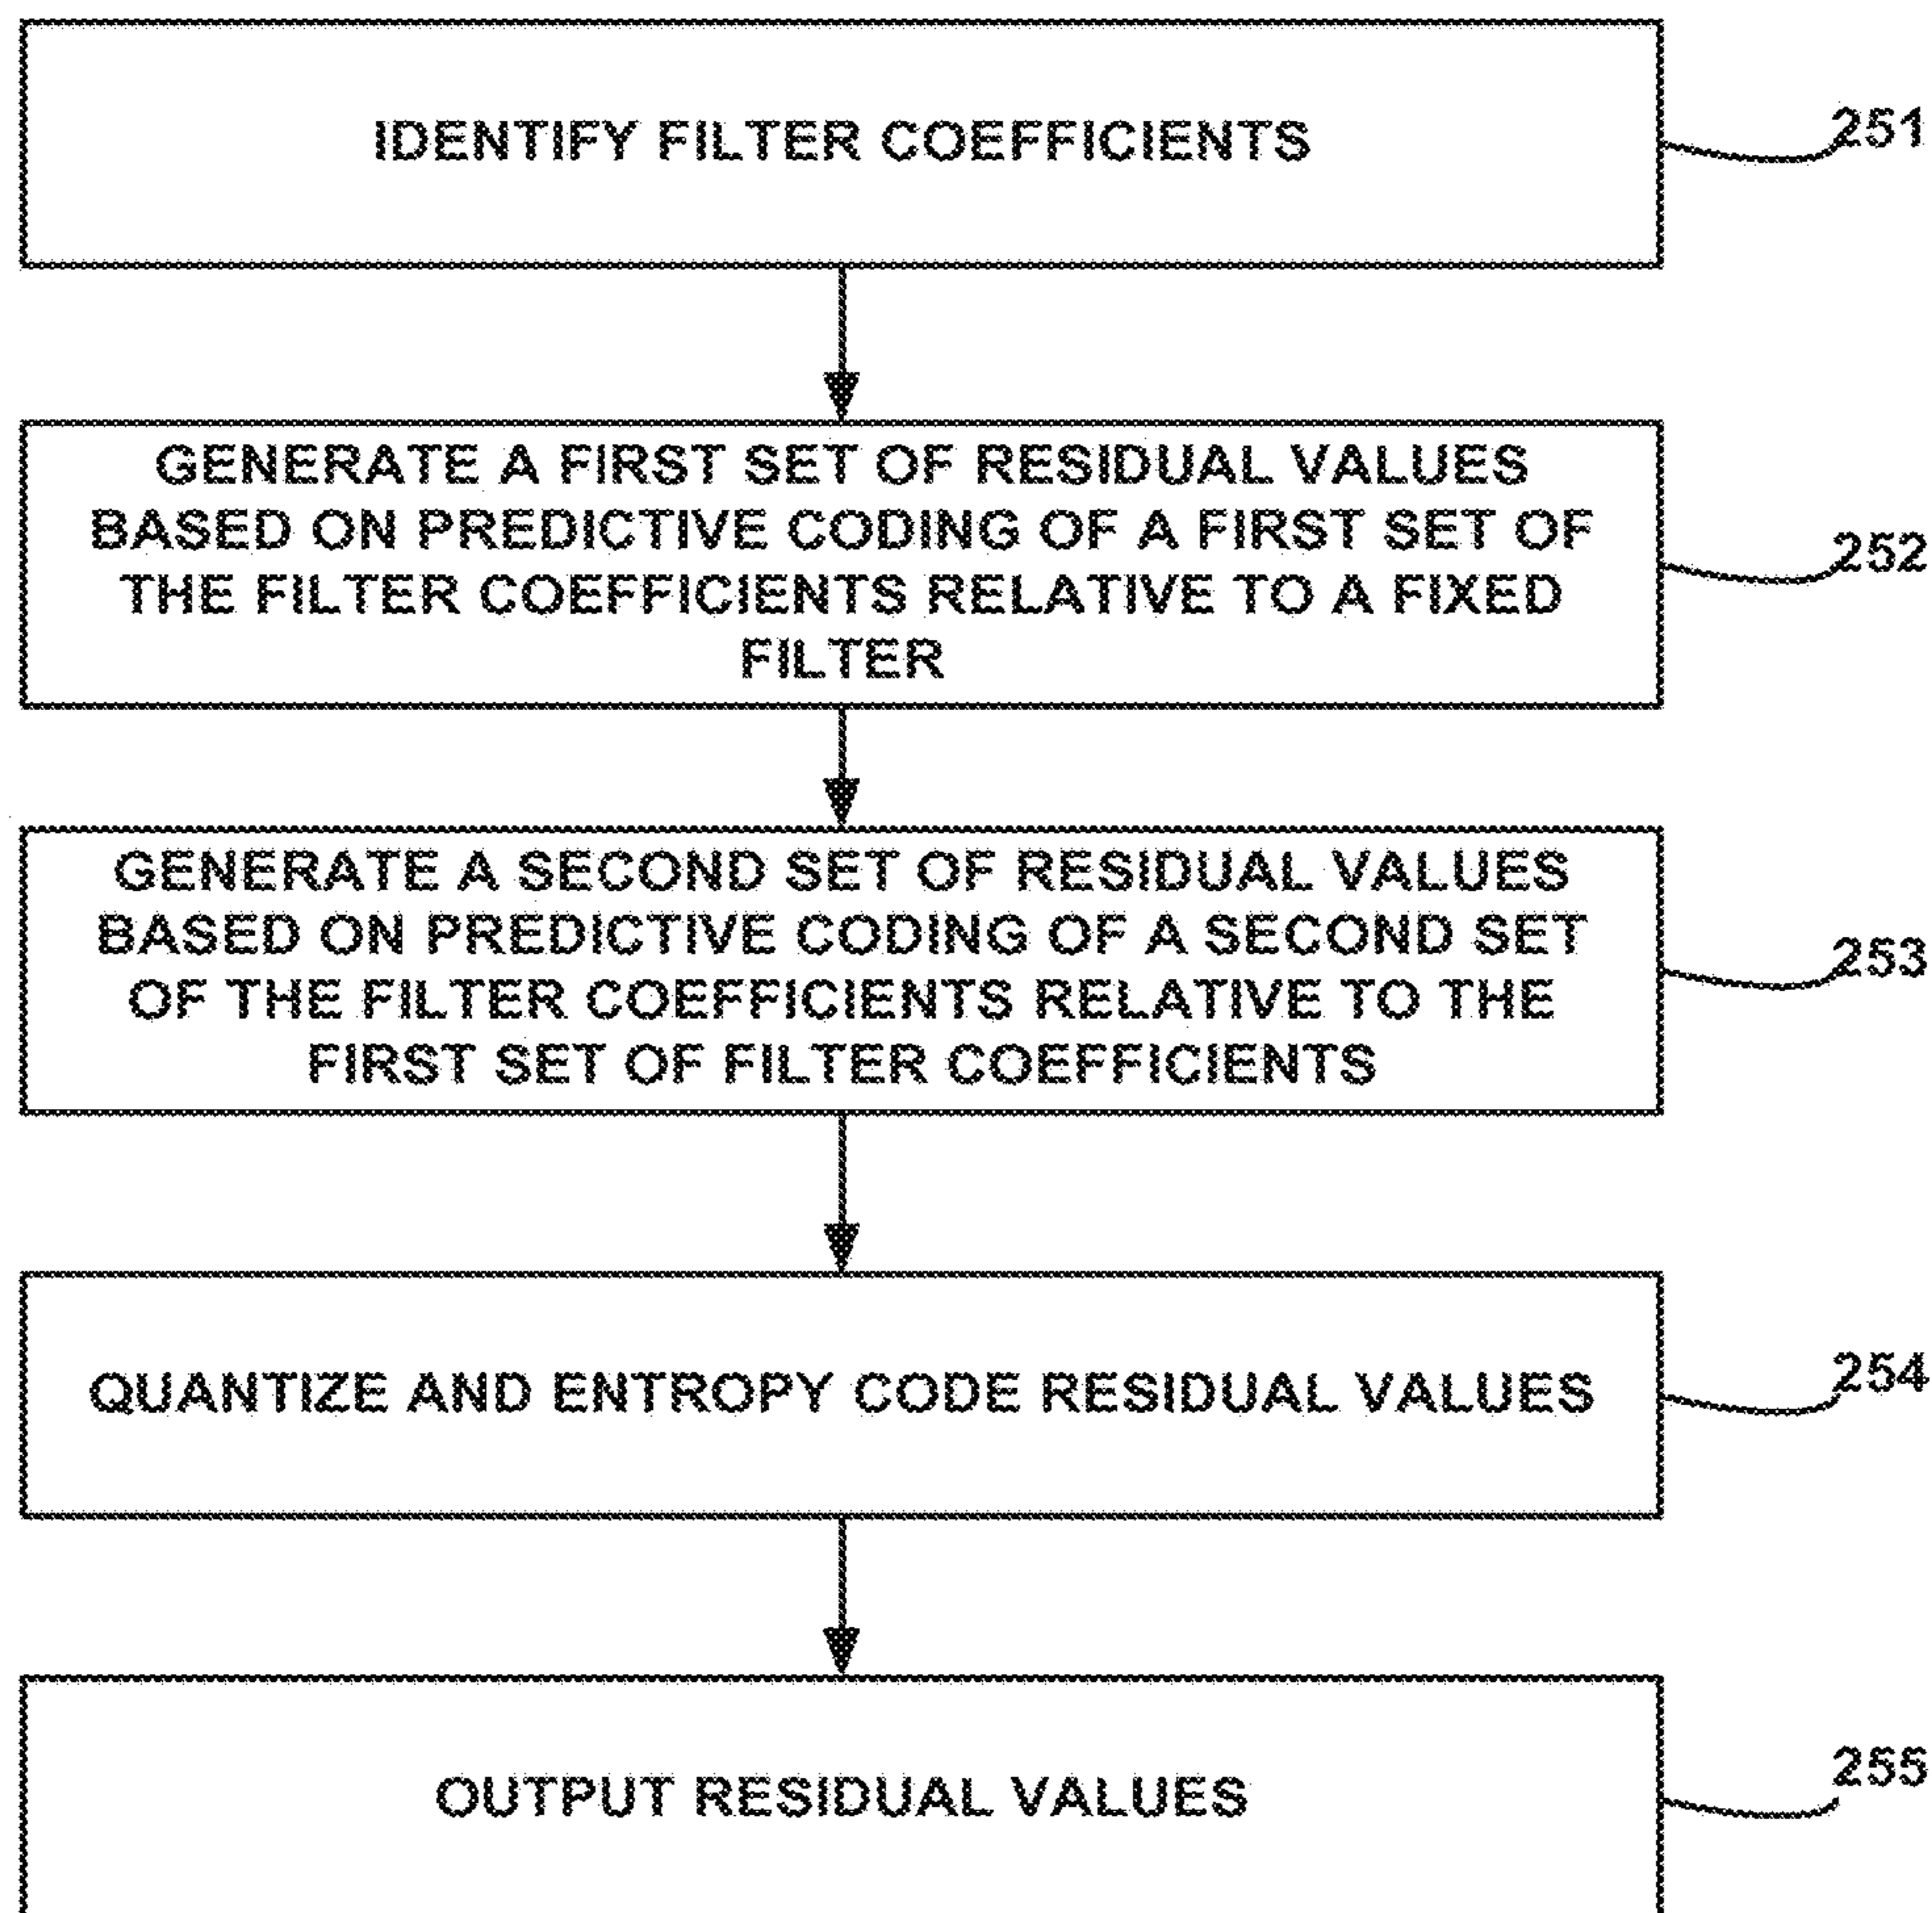 IDENTIFY FILTER COEFFICIENTS
251
GENERATE A FIRST SET OF RESIDUAL VALUES
BASED ON PREDICTIVE CODING OF A FIRST SET OF
THE FILTER COEFFICIENTS RELATIVE TO A FIXED
FILTER
252
GENERATE A SECOND SET OF RESIDUAL VALUES
BASED ON PREDICTIVE CODING OF A SECOND SET
OF THE FILTER COEFFICIENTS RELATIVE TO THE
FIRST SET OF FILTER COEFFICIENTS
253
QUANTIZE AND ENTROPY CODE RESIDUAL VALUES
254
OUTPUT RESIDUAL VALUES
255